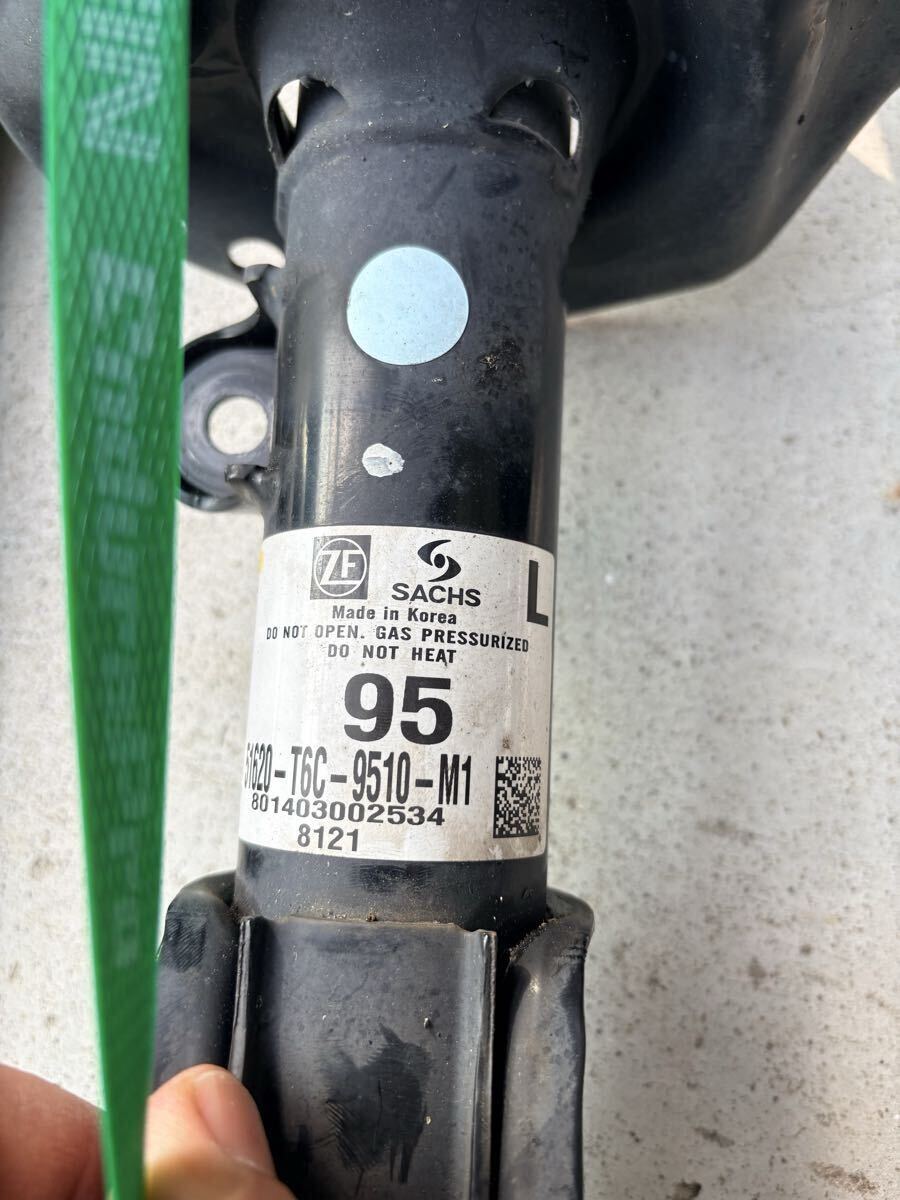 ZF SACHS L
Made in Korea
DO NOT OPEN. GAS PRESSURIZED
DO NOT HEAT
95
51620-T6C-9510-M1
801403002534
8121